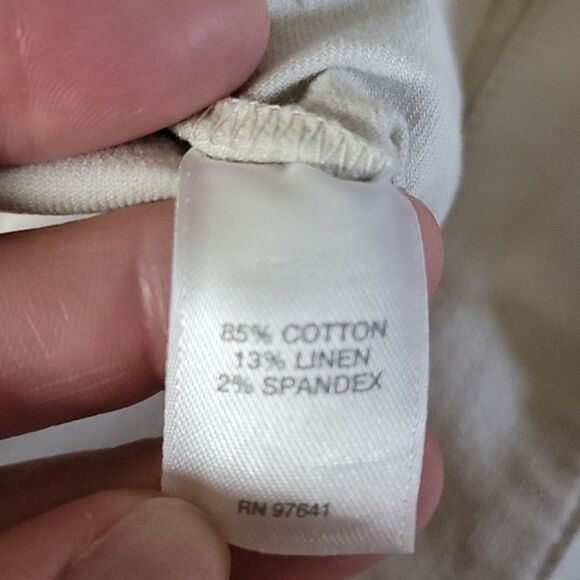 85% COTTON
13% LINEN
2% SPANDEX
RN 97641